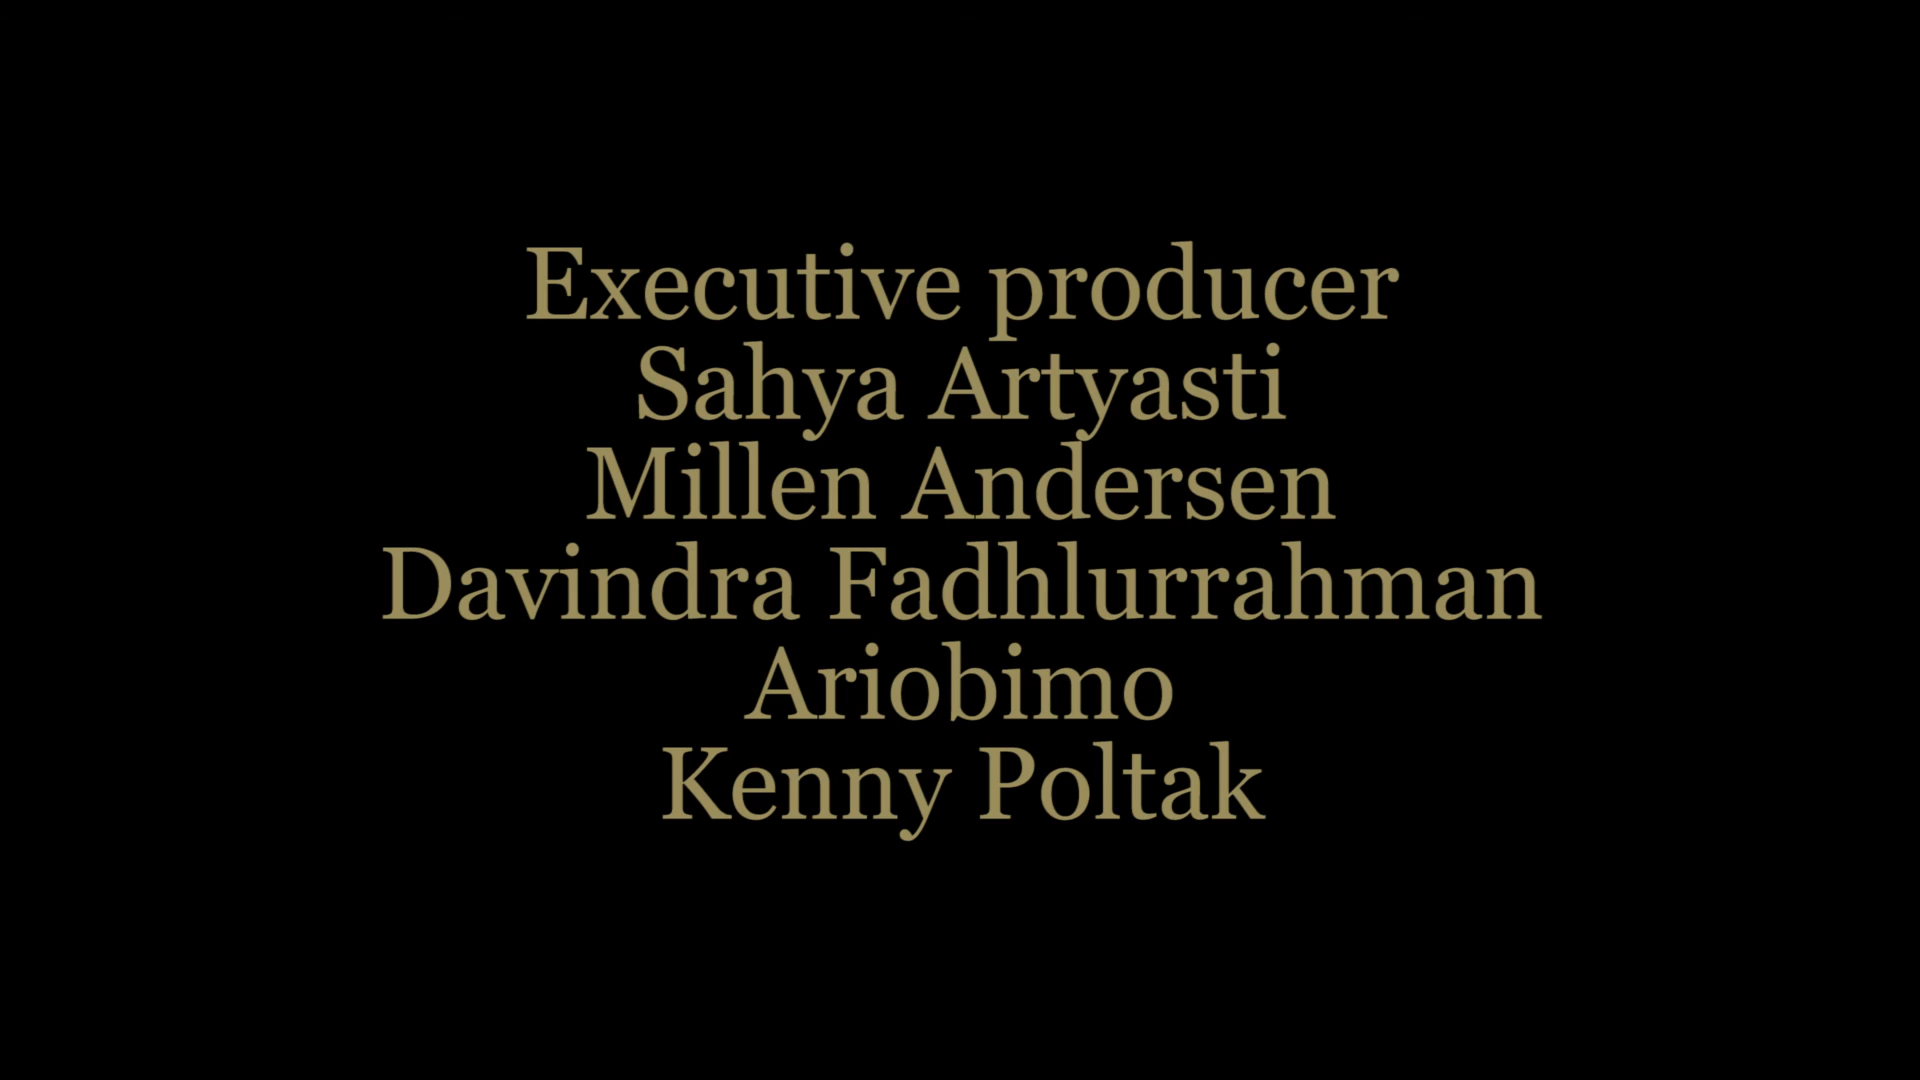 Executive producer
Sahya Artyasti
Millen Andersen
Davindra Fadhlurrahman
Ariobimo
Kenny Poltak